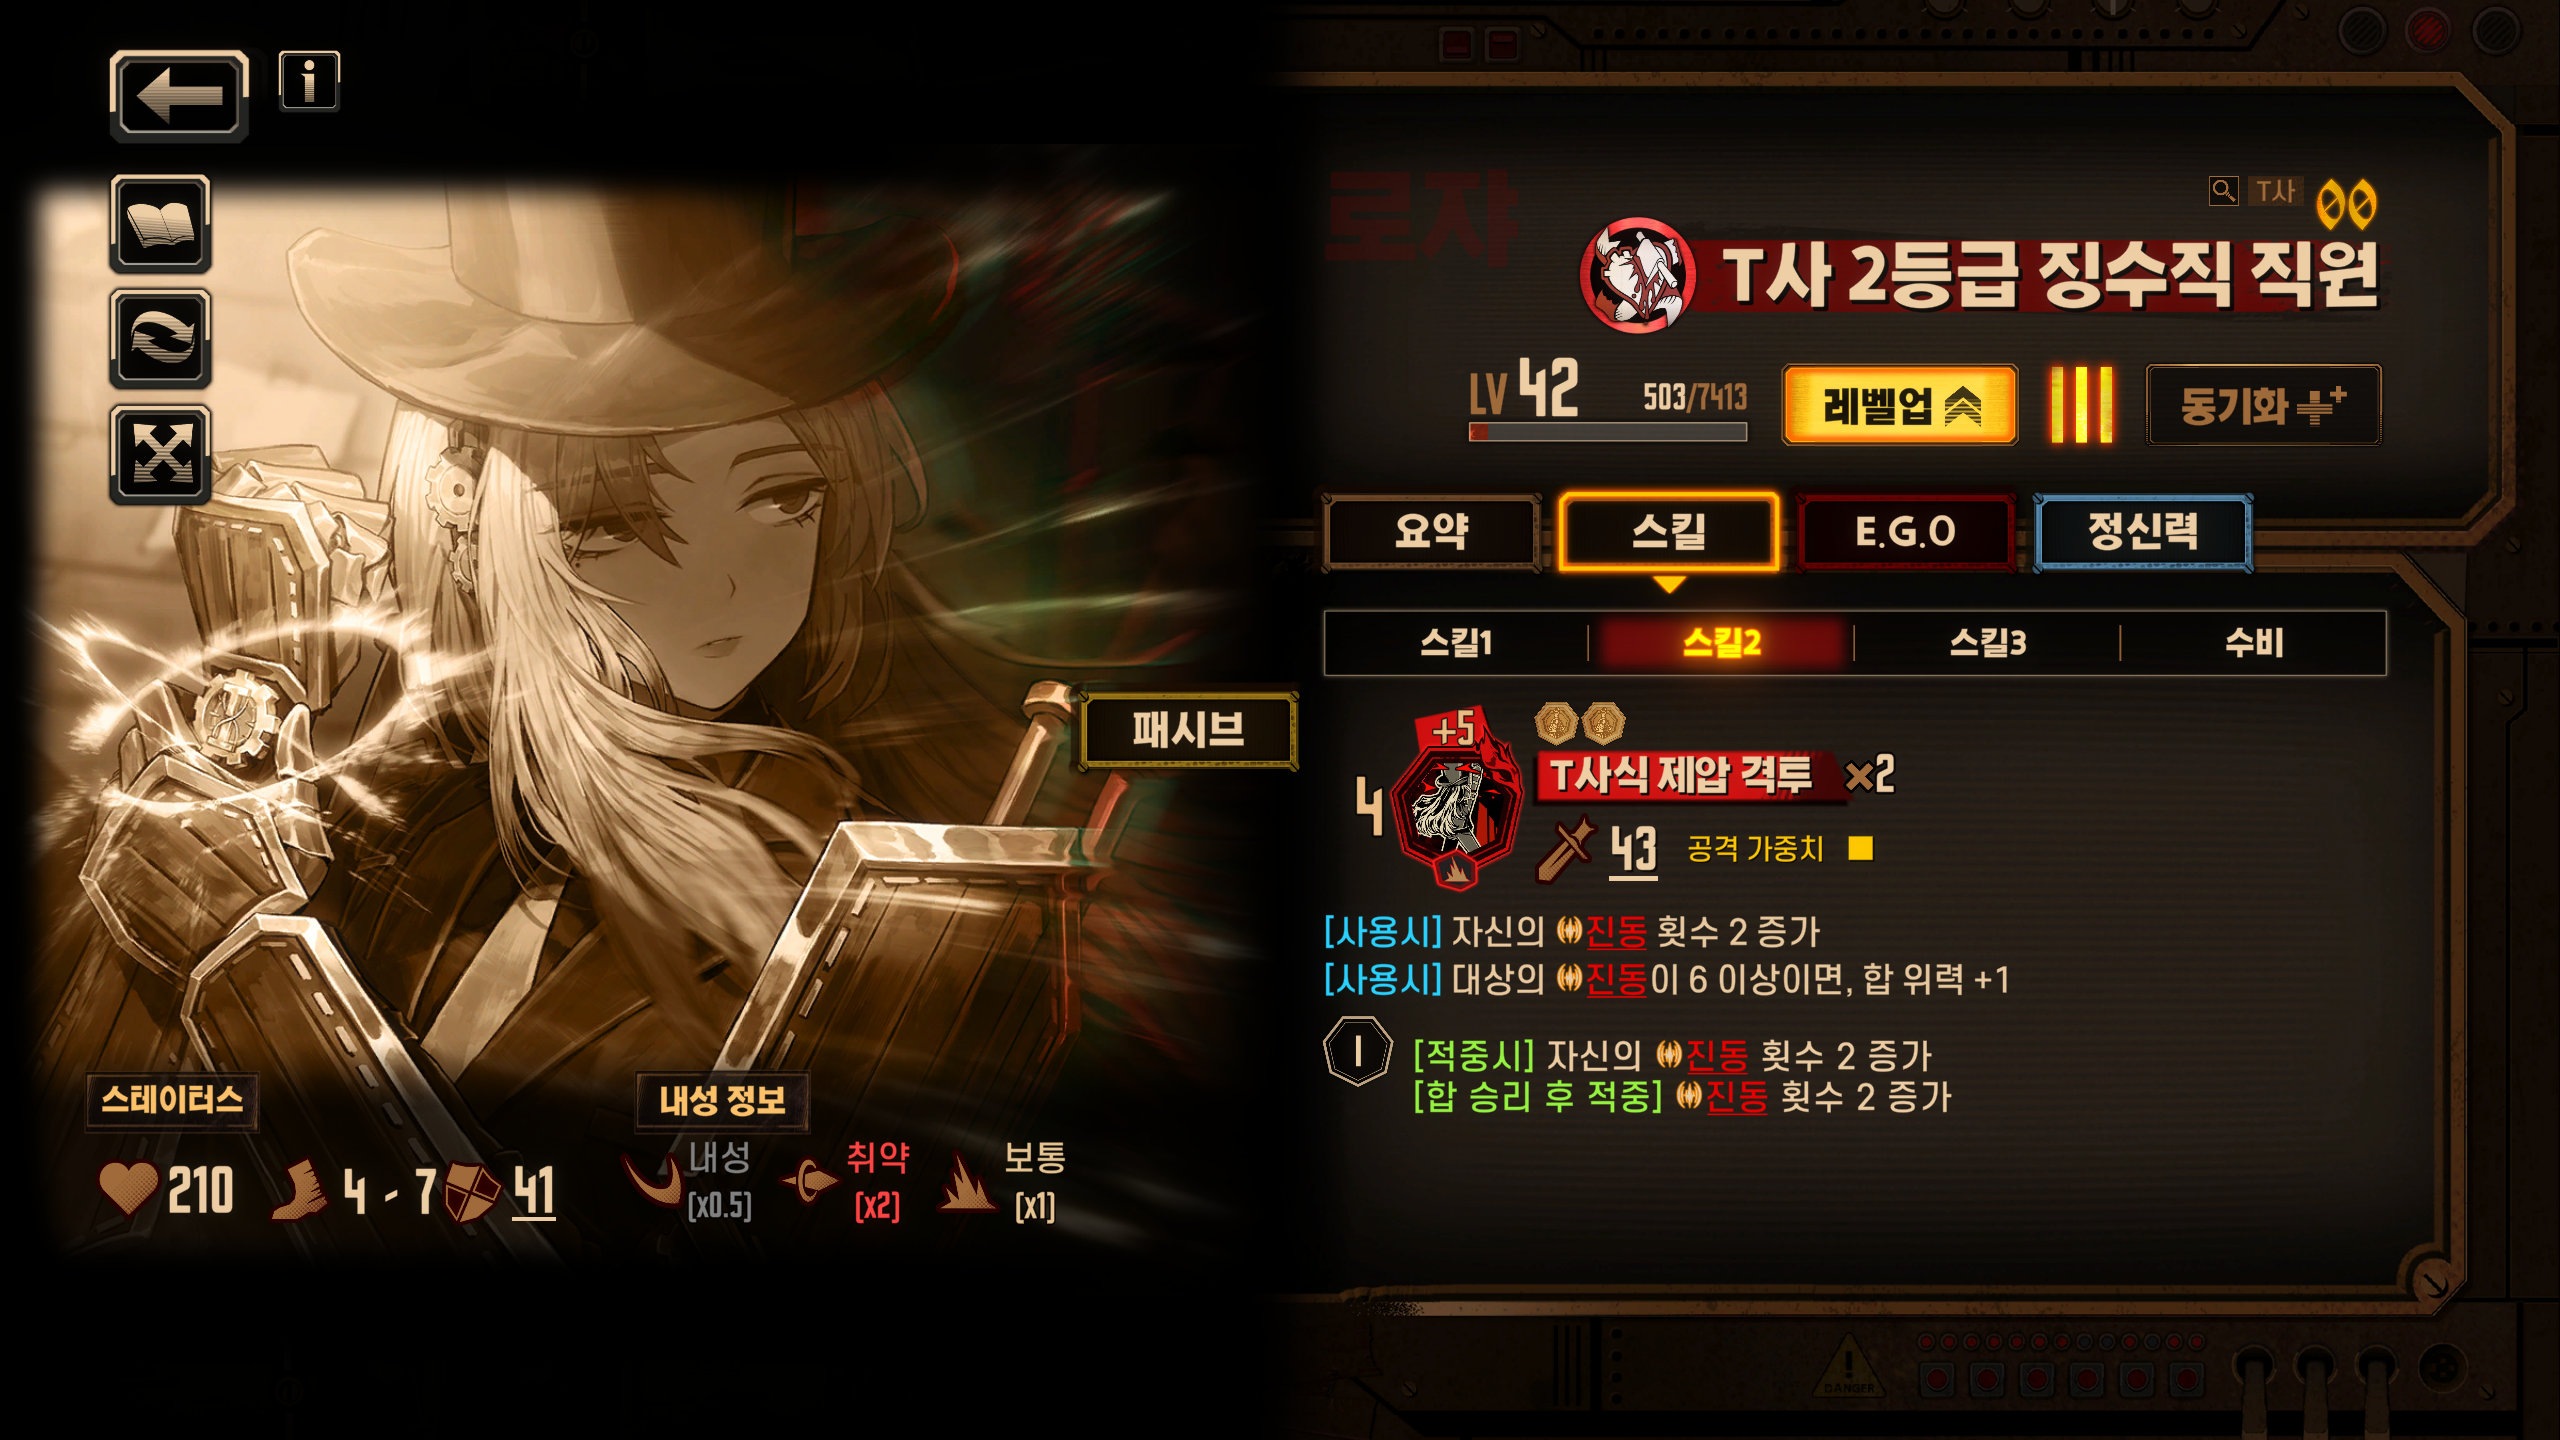 로쟈
T사
T사 2등급 징수직 직원
LV 42
503/7413
레벨업
동기화
요약
스킬
E.G.O
정신력
스킬1
스킬2
스킬3
수비
패시브
+5
4
T사식 제압 격투 ×2
43
공격 가중치
[사용시] 자신의 진동 횟수 2 증가
[사용시] 대상의 진동이 6 이상이면, 합 위력 +1
I
[적중시] 자신의 진동 횟수 2 증가
[합 승리 후 적중] 진동 횟수 2 증가
스테이터스
210
4 - 7
41
내성 정보
내성
[x0.5]
취약
[x2]
보통
[x1]
DANGER